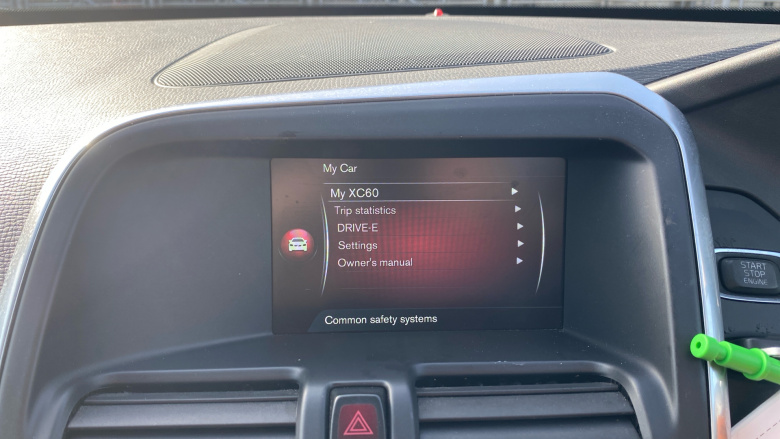 My Car
My XC60
Trip statistics
DRIVE-E
Settings
Owner's manual
Common safety systems
START
STOP
ENGINE